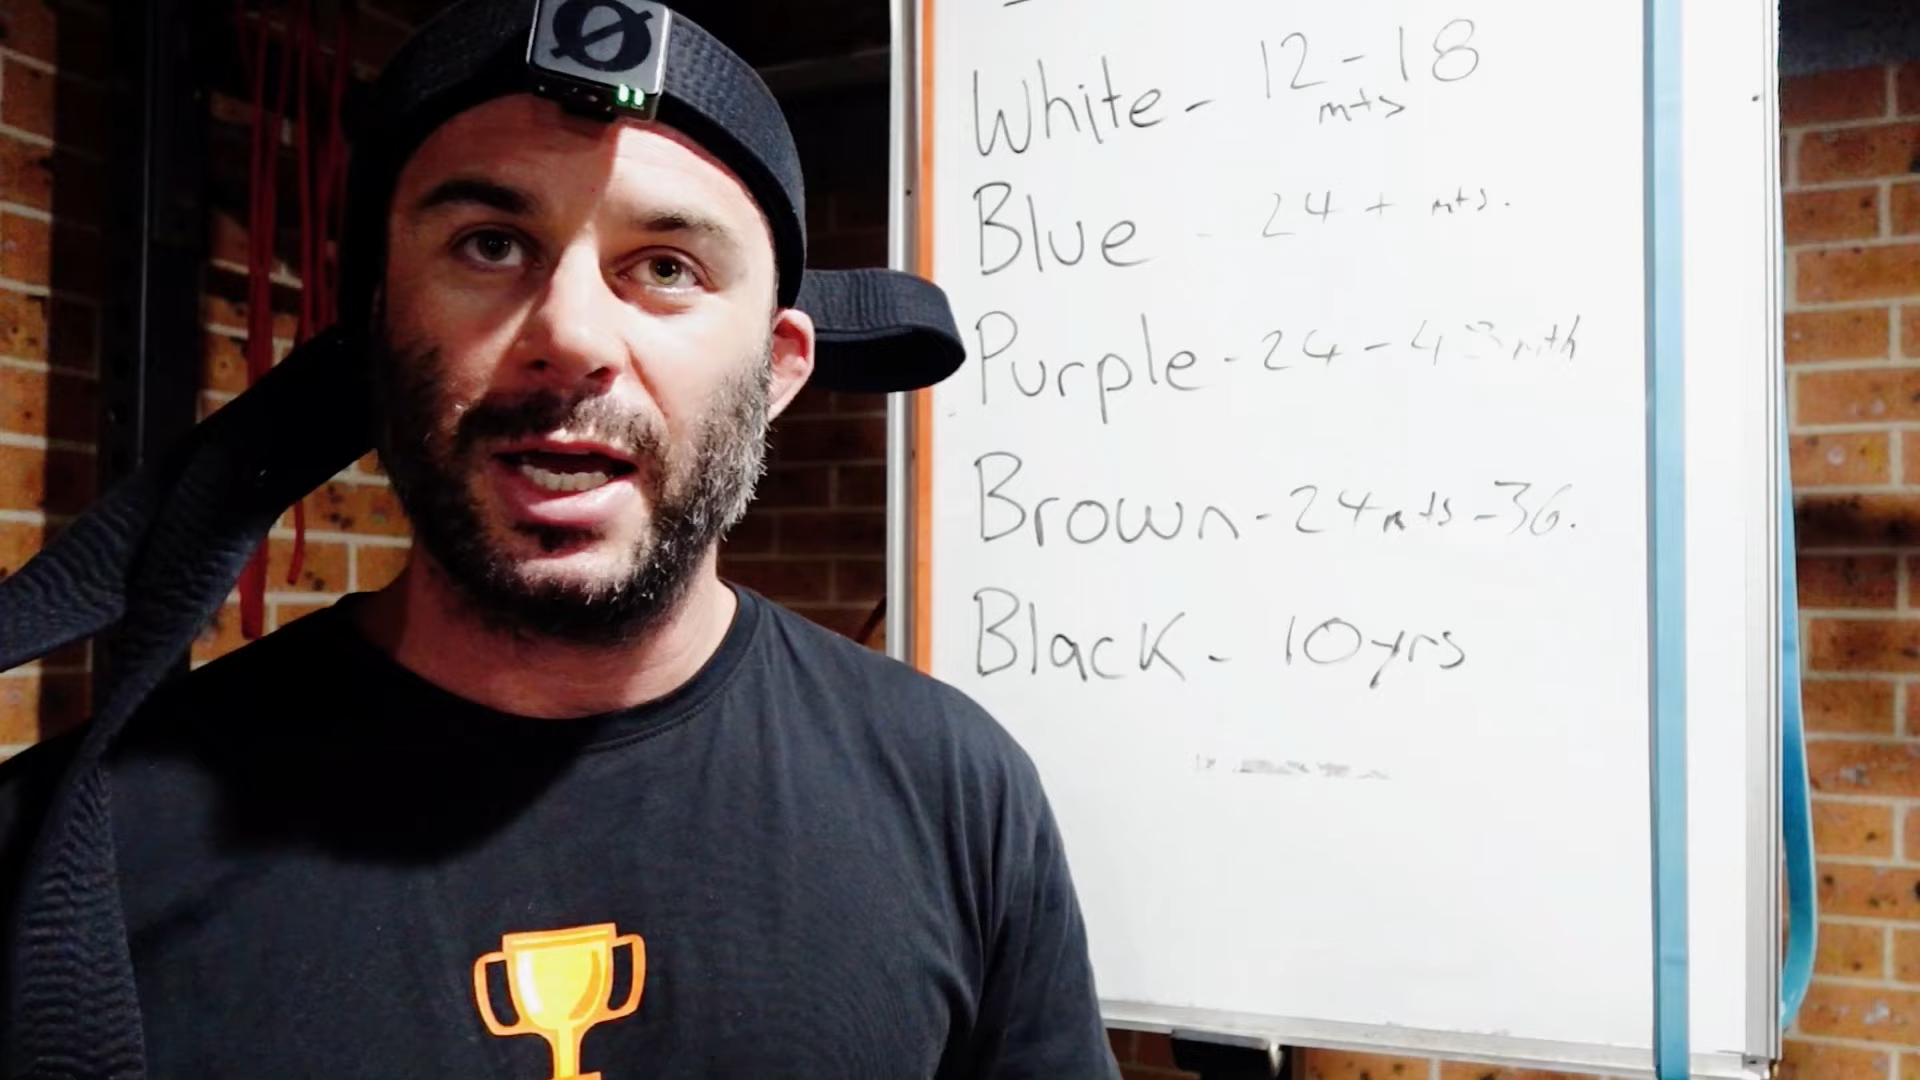 Ø
White - 12 - 18
mts
Blue - 24 + mts.
Purple - 24 - 48 mth
Brown - 24 mts - 36.
Black - 10 yrs